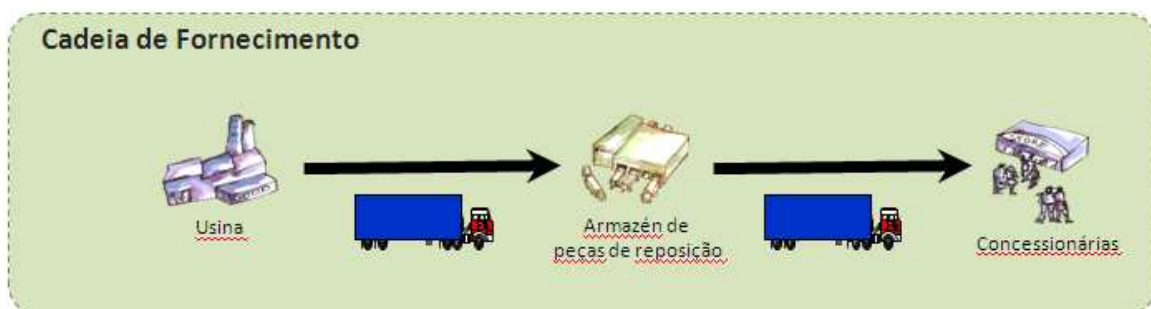 Cadeia de Fornecimento
Usina
Armazén de
peças de reposição
Concessionárias